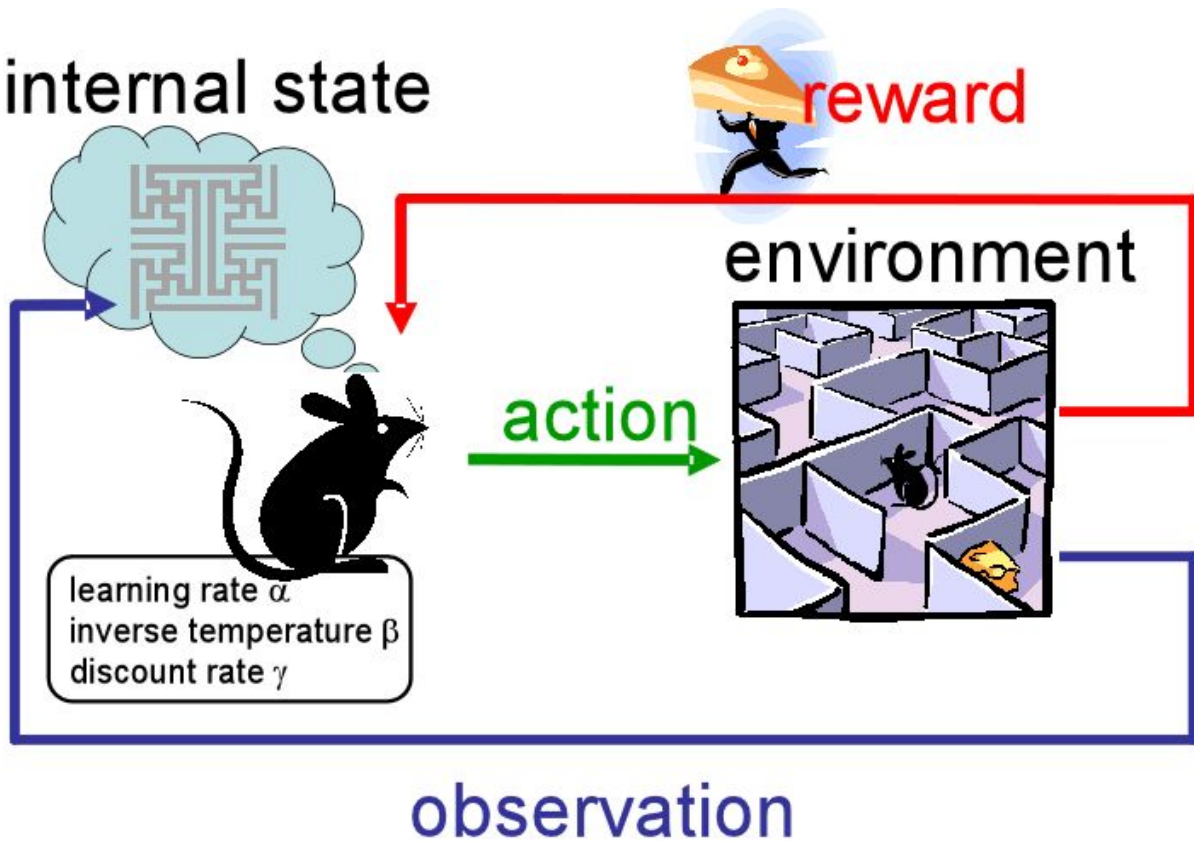 internal state
reward
environment
action
learning rate α
inverse temperature β
discount rate γ
observation